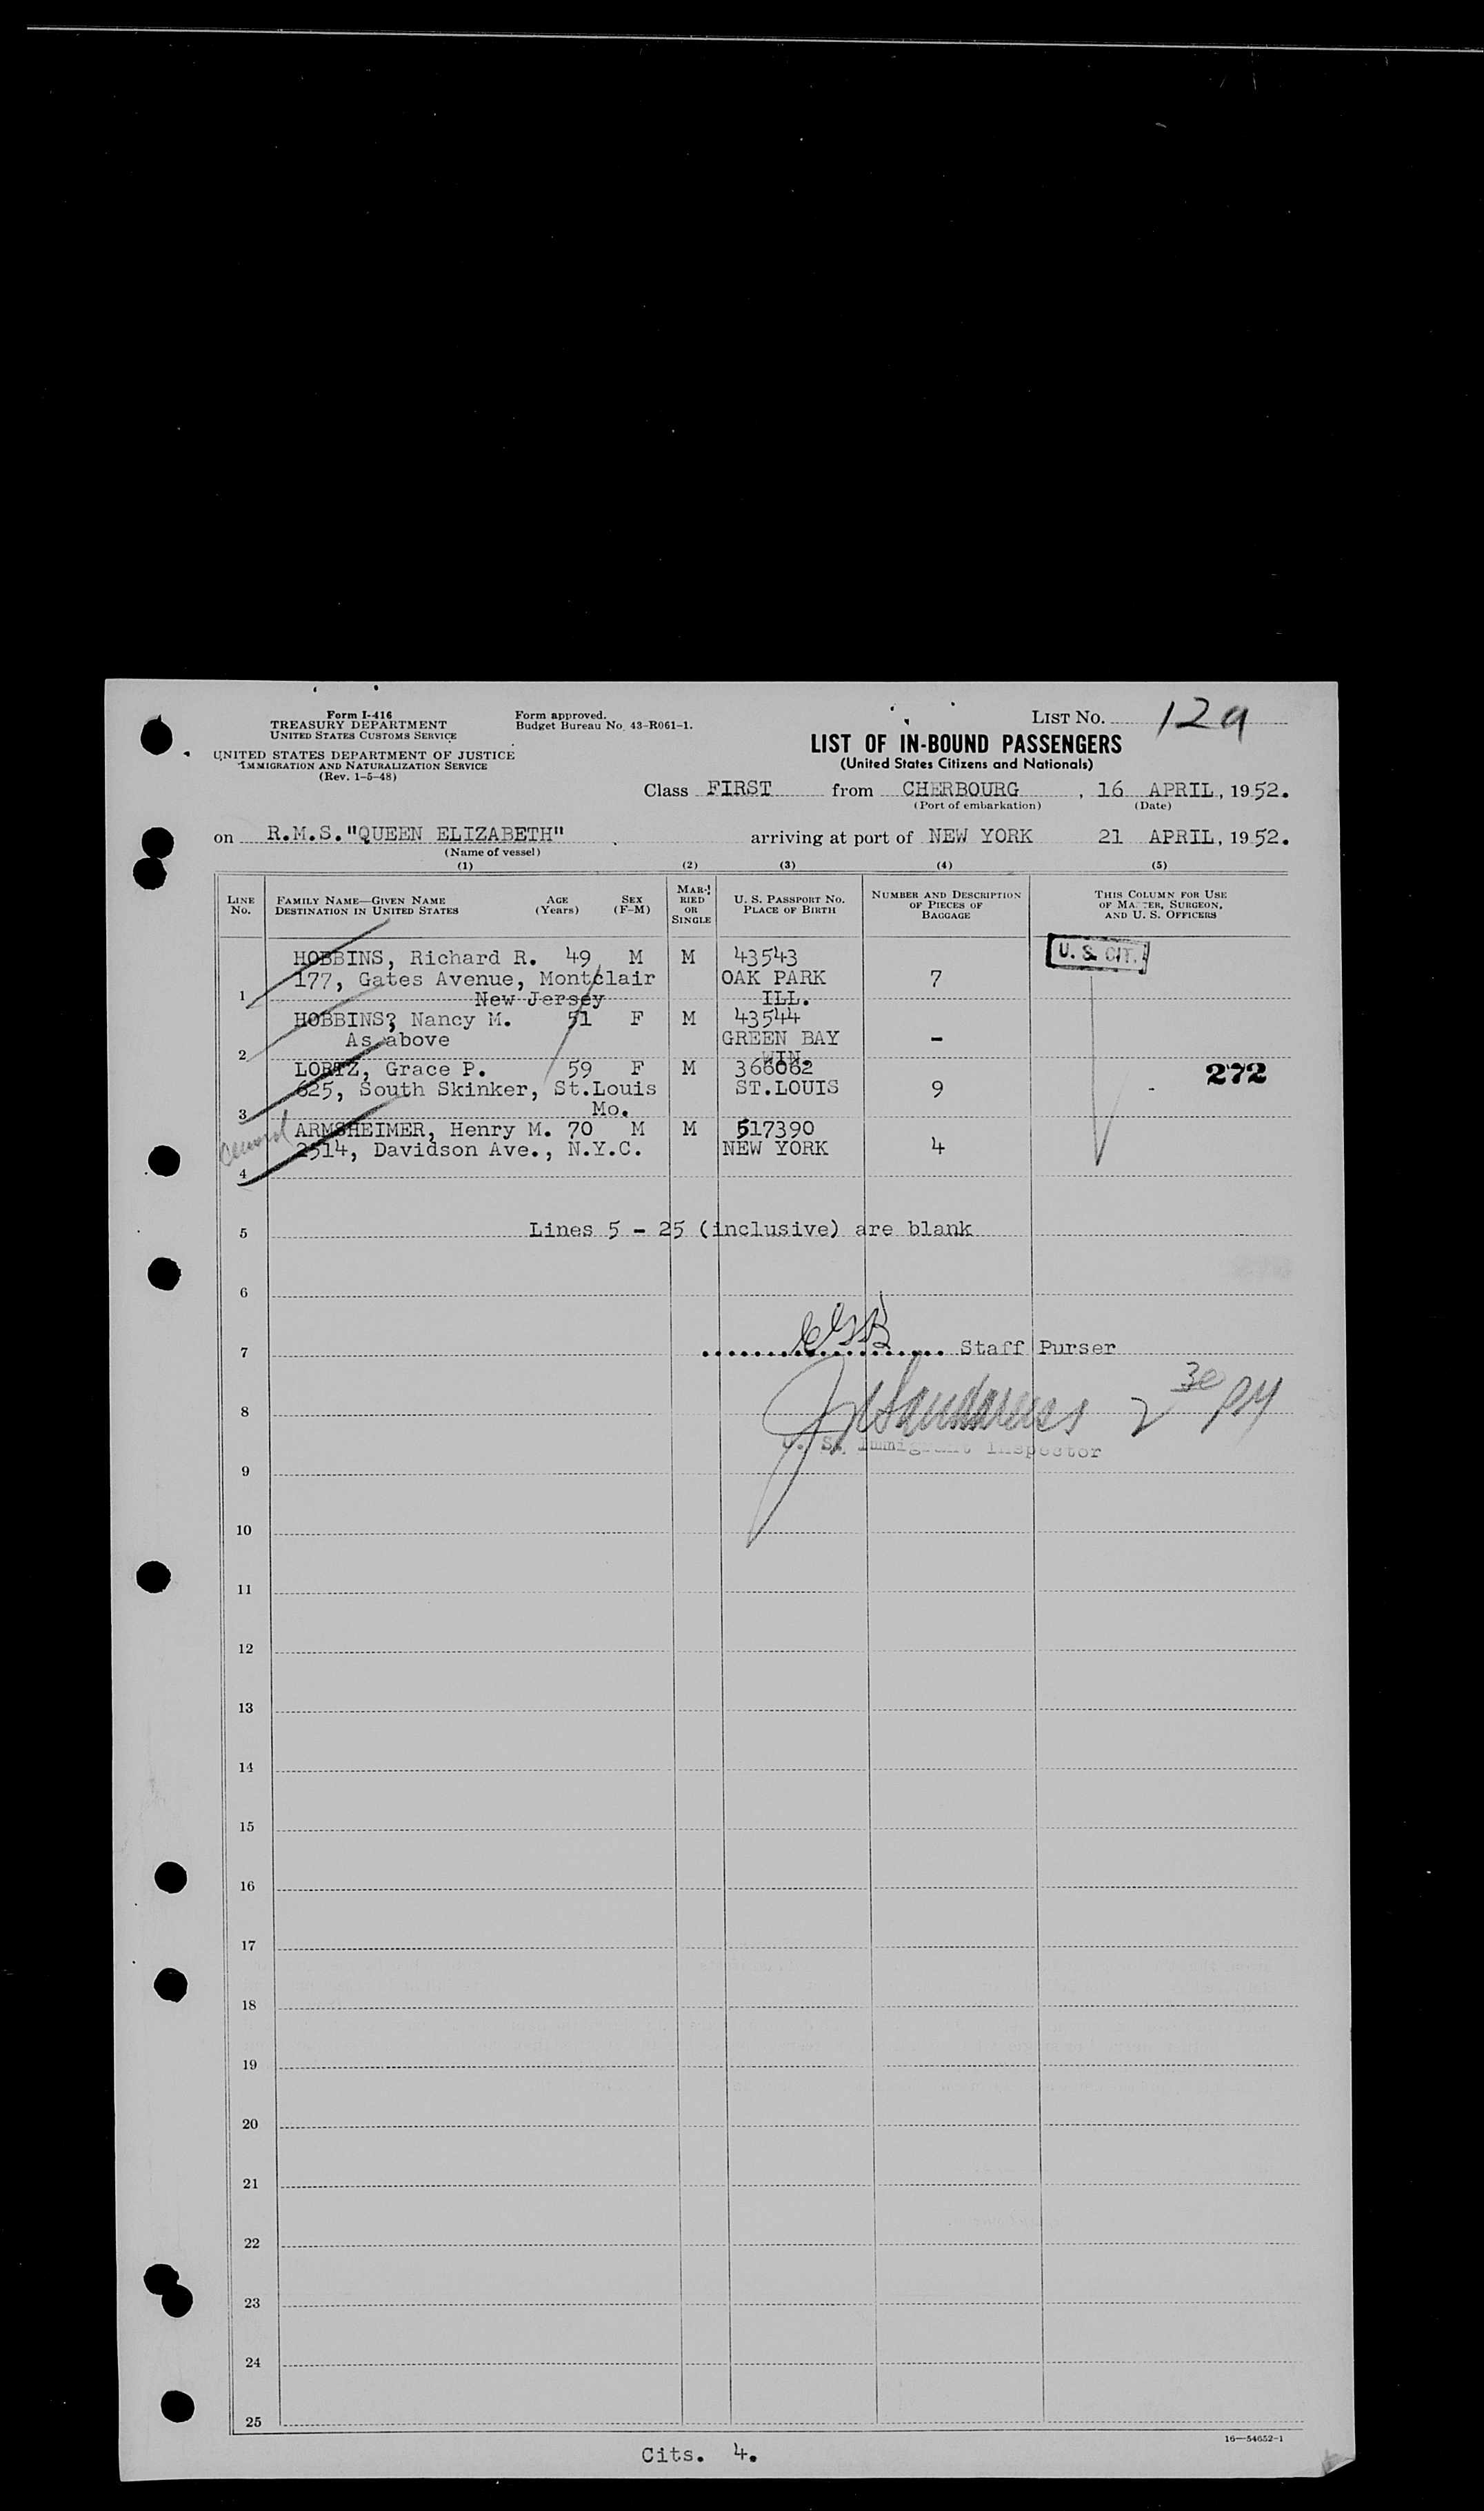 Form I-416
TREASURY DEPARTMENT
UNITED STATES CUSTOMS SERVICE
UNITED STATES DEPARTMENT OF JUSTICE
IMMIGRATION AND NATURALIZATION SERVICE
(Rev. 1-5-48)
Form approved.
Budget Bureau No. 43-R061-1.
LIST NO. 12a
LIST OF IN-BOUND PASSENGERS
(United States Citizens and Nationals)
Class FIRST from CHERBOURG, 16 APRIL, 1952.
(Port of embarkation) (Date)
on R.M.S. "QUEEN ELIZABETH" arriving at port of NEW YORK 21 APRIL, 1952.
(Name of vessel)
(1) (2) (3) (4) (5)
LINE No. FAMILY NAME—GIVEN NAME DESTINATION IN UNITED STATES AGE (Years) SEX (F-M) MARRIED OR SINGLE U. S. PASSPORT NO. PLACE OF BIRTH NUMBER AND DESCRIPTION OF PIECES OF BAGGAGE THIS COLUMN FOR USE OF MASTER, SURGEON, AND U. S. OFFICERS
HOBBINS, Richard R. 49 M M 43543 U. S. CIT.
177, Gates Avenue, Montclair OAK PARK 7
1 New Jersey ILL.
HOBBINS? Nancy M. 51 F M 43544
As above GREEN BAY -
2 WIN.
LORTZ, Grace P. 59 F M 366062 272
625, South Skinker, St.Louis ST.LOUIS 9
3 Mo.
ARMSHEIMER, Henry M. 70 M M 517390
2514, Davidson Ave., N.Y.C. NEW YORK 4
4
5 Lines 5 - 25 (inclusive) are blank
6
7 Staff Purser
8 2 30 PM
U. S. Immigrant Inspector
9
10
11
12
13
14
15
16
17
18
19
20
21
22
23
24
25
16—54652-1
Cits. 4.